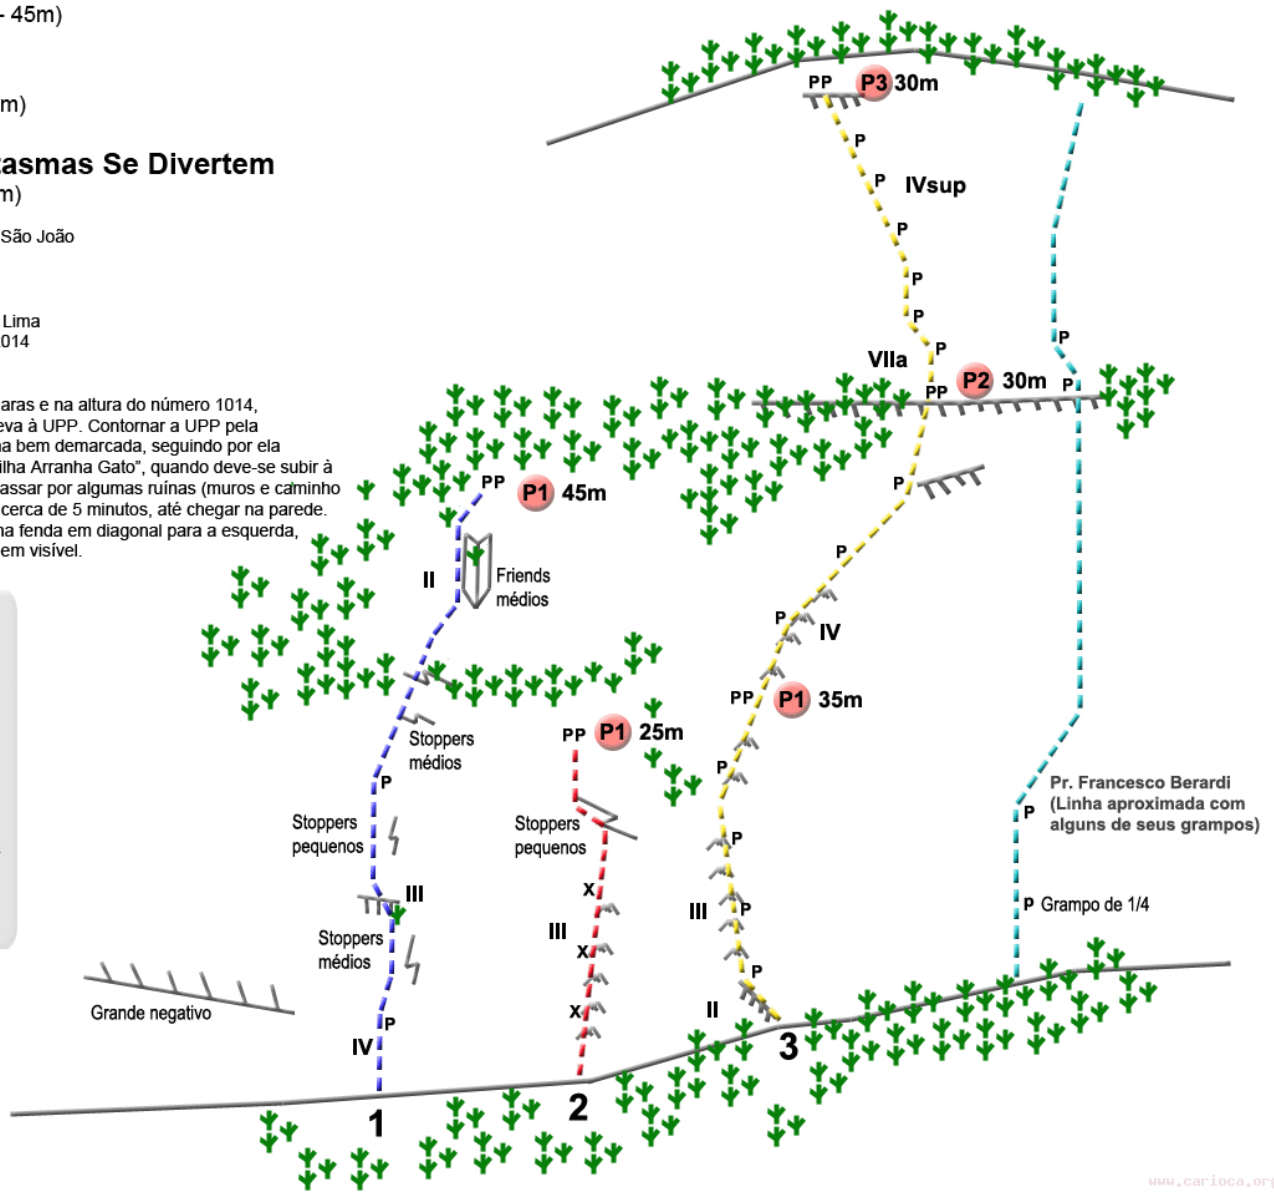 - 45m)
m)
tasmas Se Divertem
m)
São João
Lima
2014
aras e na altura do número 1014,
eva à UPP. Contornar a UPP pela
na bem demarcada, seguindo por ela
ilha Arranha Gato", quando deve-se subir à
assar por algumas ruínas (muros e caminho
cerca de 5 minutos, até chegar na parede.
na fenda em diagonal para a esquerda,
em visível.
PP P3 30m
P
P IVsup
P
P
P
P
P
VIIa
PP P2 30m
P
PP P1 45m
P
P
II
Friends
médios
P
IV
PP P1 35m
Stoppers
médios
PP P1 25m
P
P
Stoppers
pequenos
Stoppers
pequenos
P
Pr. Francesco Berardi
(Linha aproximada com
alguns de seus grampos)
P
III
X
III
P
P Grampo de 1/4
Stoppers
médios
III
X
P
Grande negativo
X
II
P
IV
1
2
3
www.carioca.org